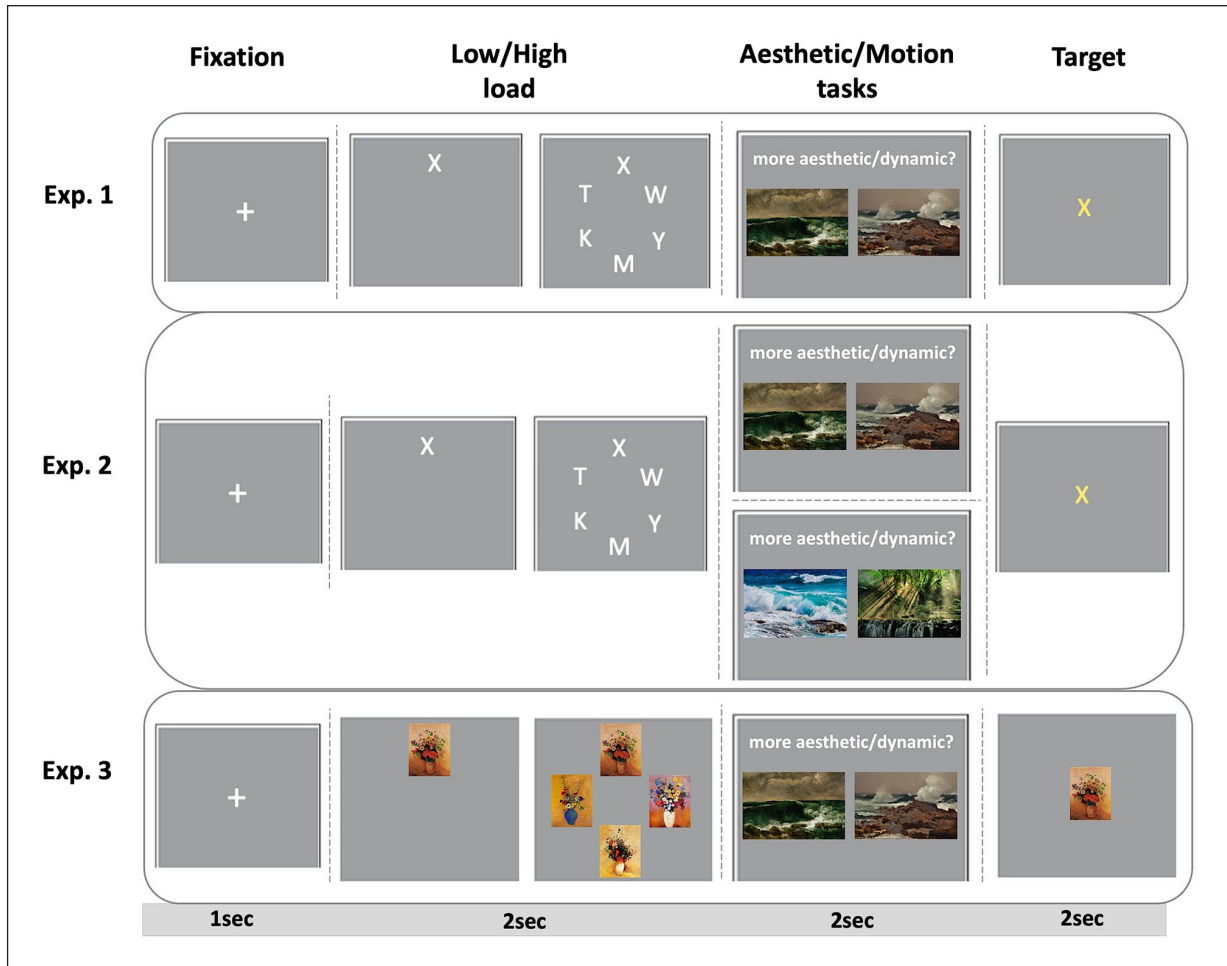 Fixation
Low/High
load
Aesthetic/Motion
tasks
Target
Exp. 1
+
X
X
T W
K Y
M
more aesthetic/dynamic?
X
Exp. 2
+
X
X
T W
K Y
M
more aesthetic/dynamic?
more aesthetic/dynamic?
X
Exp. 3
+
more aesthetic/dynamic?
1sec
2sec
2sec
2sec